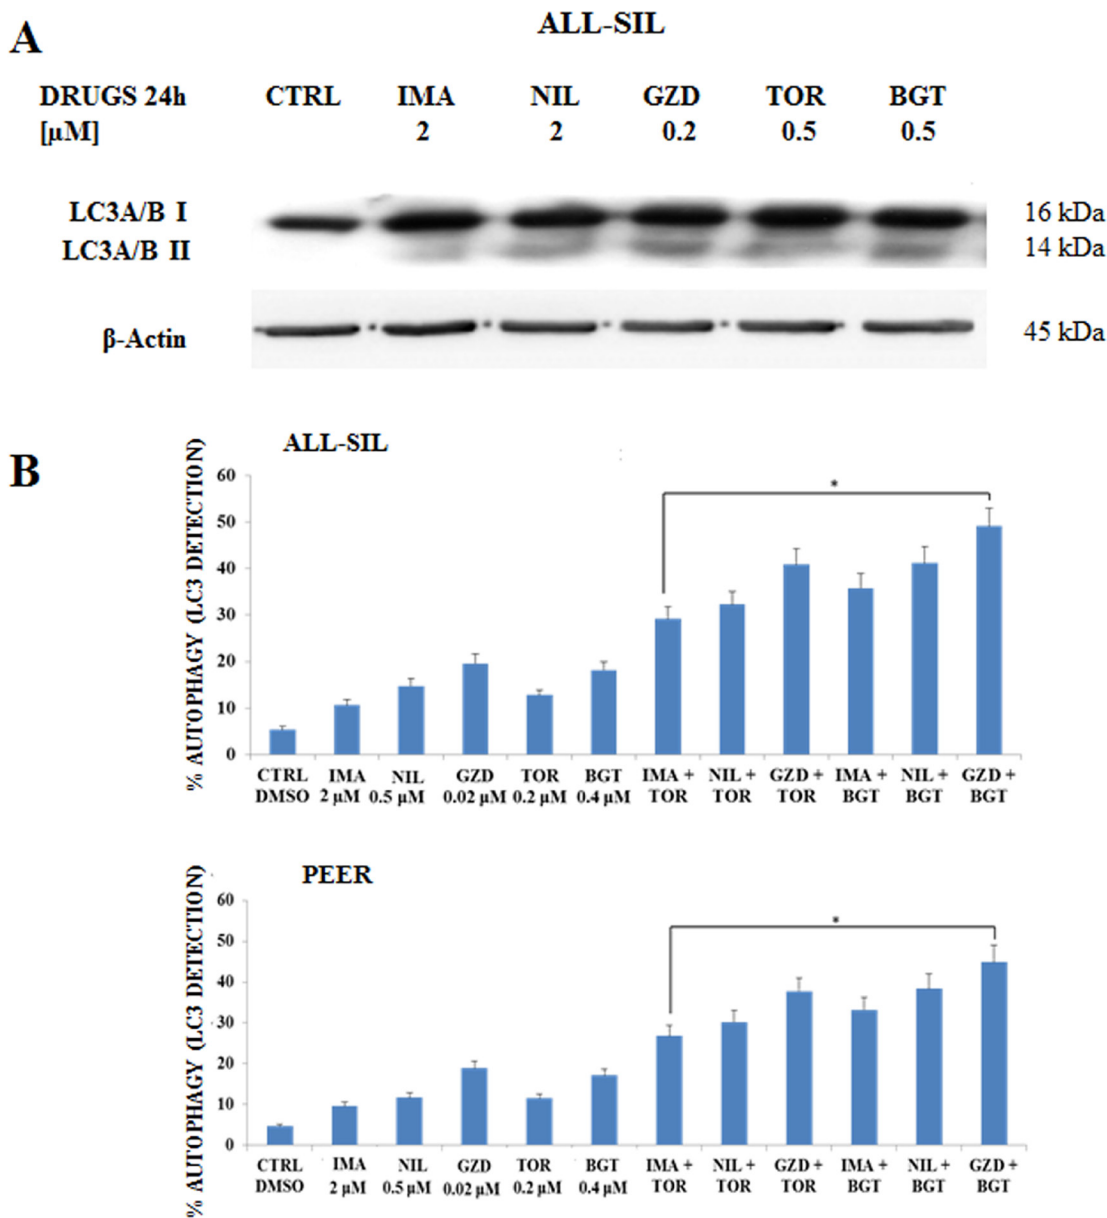 A
ALL-SIL
DRUGS 24h CTRL IMA NIL GZD TOR BGT
[µM] 2 2 0.2 0.5 0.5
LC3A/B I 16 kDa
LC3A/B II 14 kDa
β-Actin 45 kDa
B
ALL-SIL
% AUTOPHAGY (LC3 DETECTION)
60
*
50
40
30
20
10
0
CTRL IMA NIL GZD TOR BGT IMA + NIL + GZD + IMA + NIL + GZD +
DMSO 2 µM 0.5 µM 0.02 µM 0.2 µM 0.4 µM TOR TOR TOR BGT BGT BGT
PEER
% AUTOPHAGY (LC3 DETECTION)
60
*
50
40
30
20
10
0
CTRL IMA NIL GZD TOR BGT IMA + NIL + GZD + IMA + NIL + GZD +
DMSO 2 µM 0.5 µM 0.02 µM 0.2 µM 0.4 µM TOR TOR TOR BGT BGT BGT